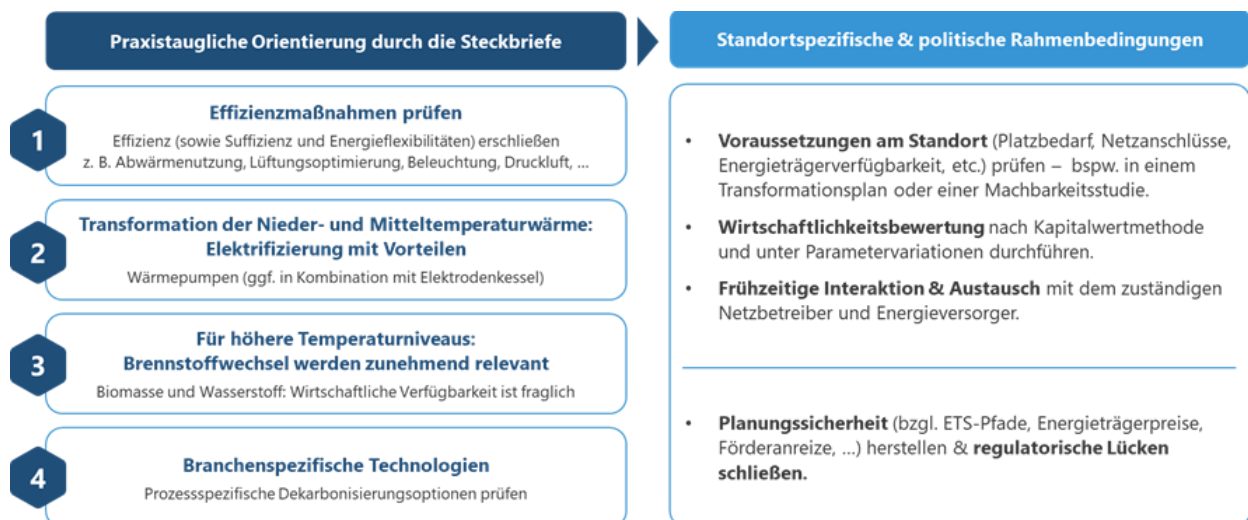 Praxistaugliche Orientierung durch die Steckbriefe
1
Effizienzmaßnahmen prüfen
Effizienz (sowie Suffizienz und Energieflexibilitäten) erschließen
z. B. Abwärmenutzung, Lüftungsoptimierung, Beleuchtung, Druckluft, ...
2
Transformation der Nieder- und Mitteltemperaturwärme:
Elektrifizierung mit Vorteilen
Wärmepumpen (ggf. in Kombination mit Elektrodenkessel)
3
Für höhere Temperaturniveaus:
Brennstoffwechsel werden zunehmend relevant
Biomasse und Wasserstoff: Wirtschaftliche Verfügbarkeit ist fraglich
4
Branchenspezifische Technologien
Prozessspezifische Dekarbonisierungsoptionen prüfen
Standortspezifische & politische Rahmenbedingungen
• Voraussetzungen am Standort (Platzbedarf, Netzanschlüsse,
Energieträgerverfügbarkeit, etc.) prüfen – bspw. in einem
Transformationsplan oder einer Machbarkeitsstudie.
• Wirtschaftlichkeitsbewertung nach Kapitalwertmethode
und unter Parametervariationen durchführen.
• Frühzeitige Interaktion & Austausch mit dem zuständigen
Netzbetreiber und Energieversorger.
• Planungssicherheit (bzgl. ETS-Pfade, Energieträgerpreise,
Förderanreize, ...) herstellen & regulatorische Lücken
schließen.